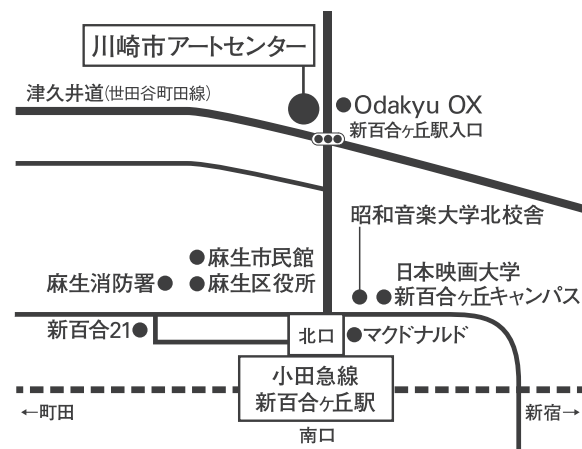 川崎市アートセンター
津久井道(世田谷町田線)
Odakyu OX
新百合ヶ丘駅入口
昭和音楽大学北校舎
麻生市民館
麻生消防署
麻生区役所
日本映画大学
新百合ヶ丘キャンパス
新百合21
北口
マクドナルド
小田急線
新百合ヶ丘駅
←町田
新宿→
南口